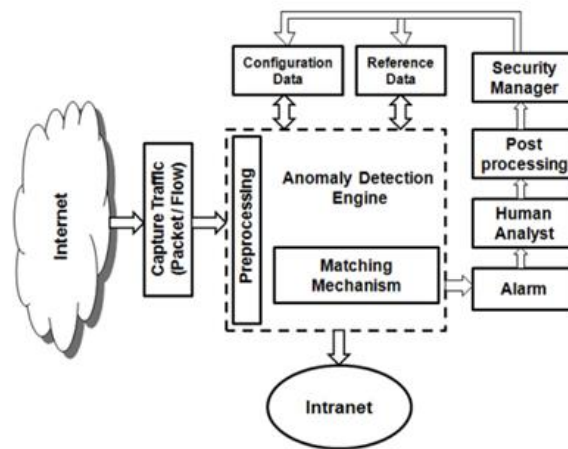 Configuration
Data
Reference
Data
Security
Manager
Internet
Capture Traffic
(Packet / Flow)
Preprocessing
Anomaly Detection
Engine
Matching
Mechanism
Post
processing
Human
Analyst
Alarm
Intranet